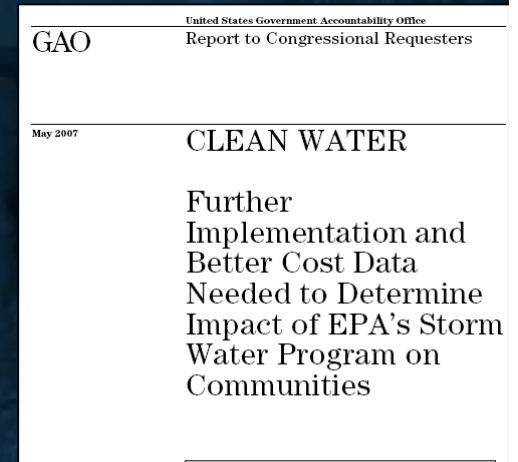 United States Government Accountability Office
GAO
Report to Congressional Requesters
May 2007
CLEAN WATER
Further
Implementation and
Better Cost Data
Needed to Determine
Impact of EPA's Storm
Water Program on
Communities